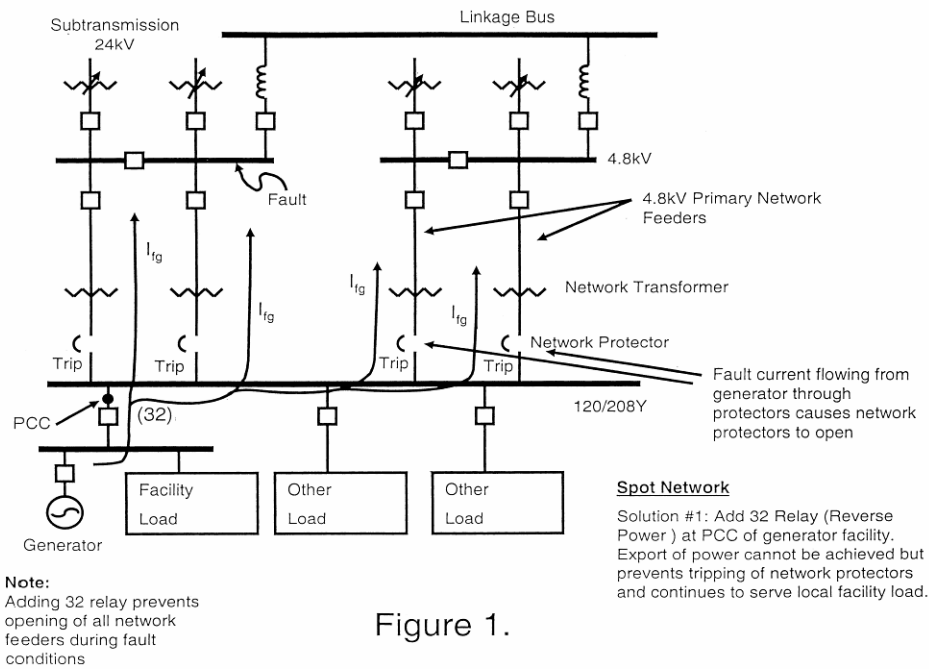 Linkage Bus
Subtransmission
24kV
4.8kV
Fault
4.8kV Primary Network
Feeders
Ifg
Ifg
Ifg
Ifg
Network Transformer
Network Protector
Trip
Trip
Trip
Trip
Fault current flowing from
generator through
protectors causes network
protectors to open
120/208Y
PCC
(32)
Facility
Load
Other
Load
Other
Load
Generator
Spot Network
Solution #1: Add 32 Relay (Reverse
Power ) at PCC of generator facility.
Export of power cannot be achieved but
prevents tripping of network protectors
and continues to serve local facility load.
Note:
Adding 32 relay prevents
opening of all network
feeders during fault
conditions
Figure 1.